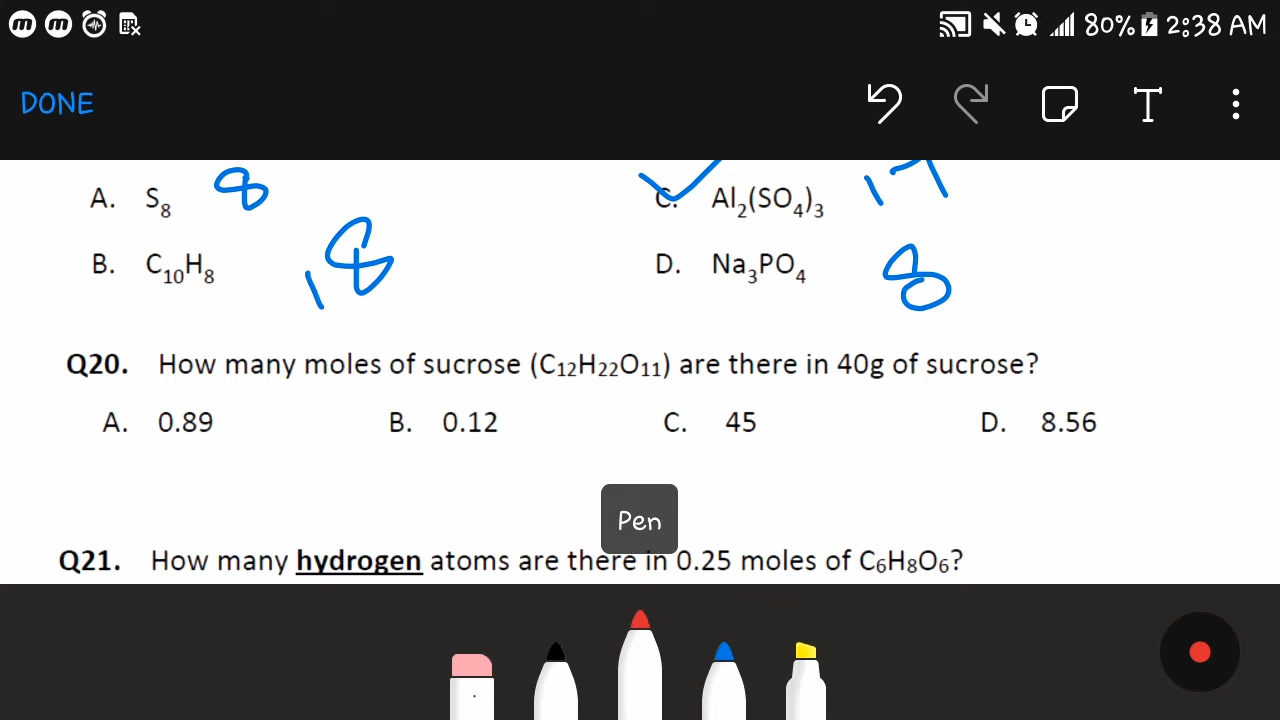 80% 2:38 AM
DONE T
A. S₈ 8 C. Al₂(SO₄)₃ 17
B. C₁₀H₈ 18 D. Na₃PO₄ 8
Q20. How many moles of sucrose (C₁₂H₂₂O₁₁) are there in 40g of sucrose?
A. 0.89 B. 0.12 C. 45 D. 8.56
Pen
Q21. How many hydrogen atoms are there in 0.25 moles of C₆H₈O₆?